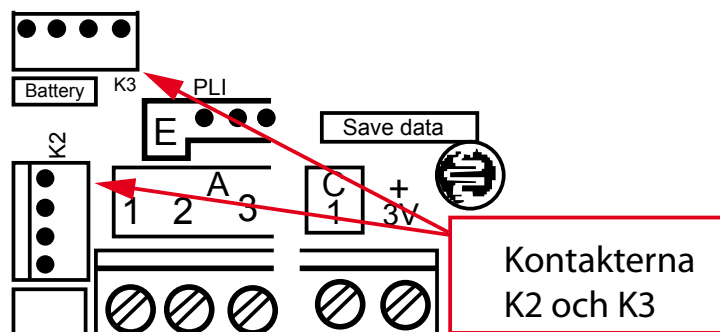 Battery
K3
PLI
E
Save data
K2
A
1 2 3
C
1
+
3V
Kontakterna
K2 och K3